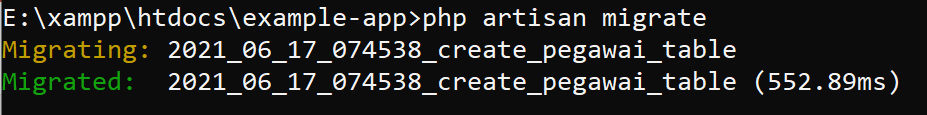 E:\xampp\htdocs\example-app>php artisan migrate
Migrating: 2021_06_17_074538_create_pegawai_table
Migrated:  2021_06_17_074538_create_pegawai_table (552.89ms)